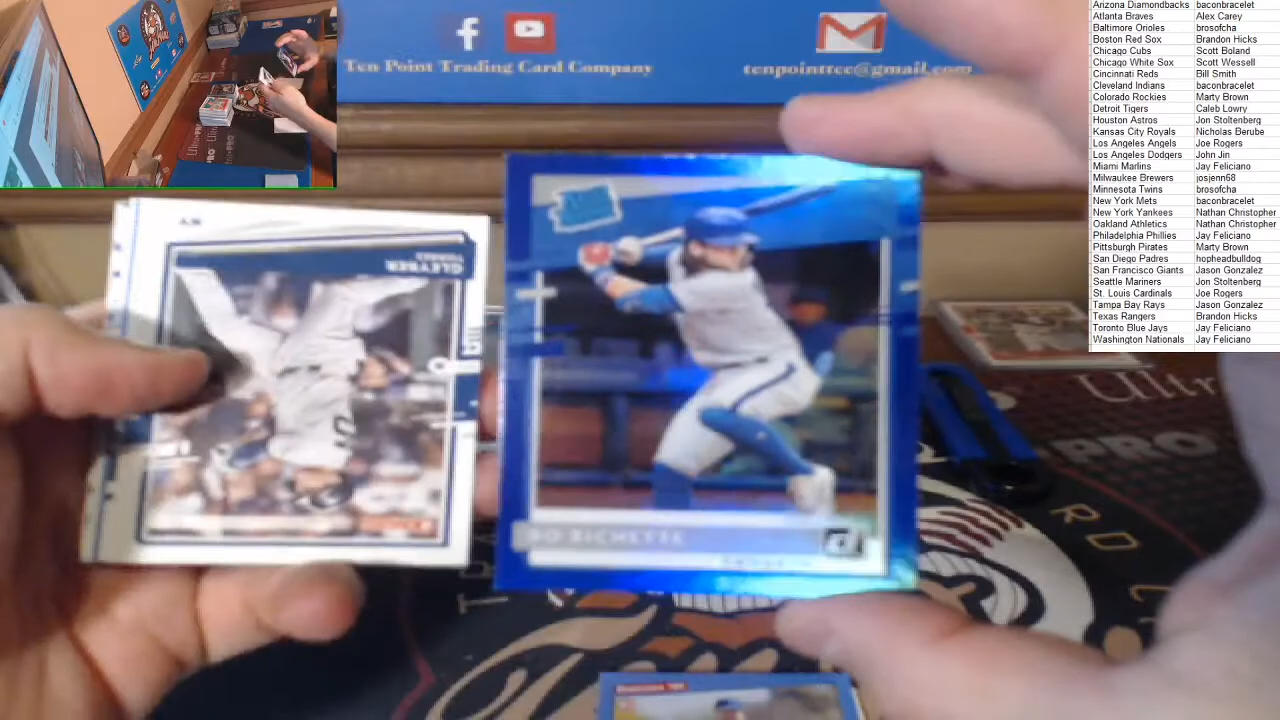 Ten Point Trading Card Company
tenpointtcc@gmail.com
Arizona Diamondbacks baconbracelet
Atlanta Braves Alex Carey
Baltimore Orioles brosofcha
Boston Red Sox Brandon Hicks
Chicago Cubs Scott Boland
Chicago White Sox Scott Wessell
Cincinnati Reds Bill Smith
Cleveland Indians baconbracelet
Colorado Rockies Marty Brown
Detroit Tigers Caleb Lowry
Houston Astros Jon Stoltenberg
Kansas City Royals Nicholas Berube
Los Angeles Angels Joe Rogers
Los Angeles Dodgers John Jin
Miami Marlins Jay Feliciano
Milwaukee Brewers josjenn68
Minnesota Twins brosofcha
New York Mets baconbracelet
New York Yankees Nathan Christopher
Oakland Athletics Nathan Christopher
Philadelphia Phillies Jay Feliciano
Pittsburgh Pirates Marty Brown
San Diego Padres hopheadbulldog
San Francisco Giants Jason Gonzalez
Seattle Mariners Jon Stoltenberg
St. Louis Cardinals Joe Rogers
Tampa Bay Rays Jason Gonzalez
Texas Rangers Brandon Hicks
Toronto Blue Jays Jay Feliciano
Washington Nationals Jay Feliciano
GLEYBER
TORRES
BO BICHETTE
Ultra
PRO